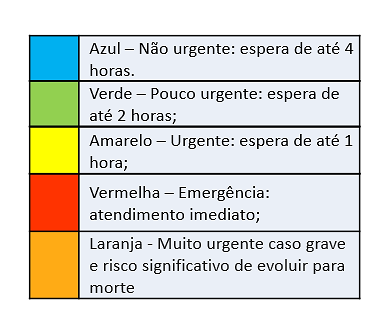 Azul – Não urgente: espera de até 4
horas.
Verde – Pouco urgente: espera de
até 2 horas;
Amarelo – Urgente: espera de até 1
hora;
Vermelha – Emergência:
atendimento imediato;
Laranja - Muito urgente caso grave
e risco significativo de evoluir para
morte